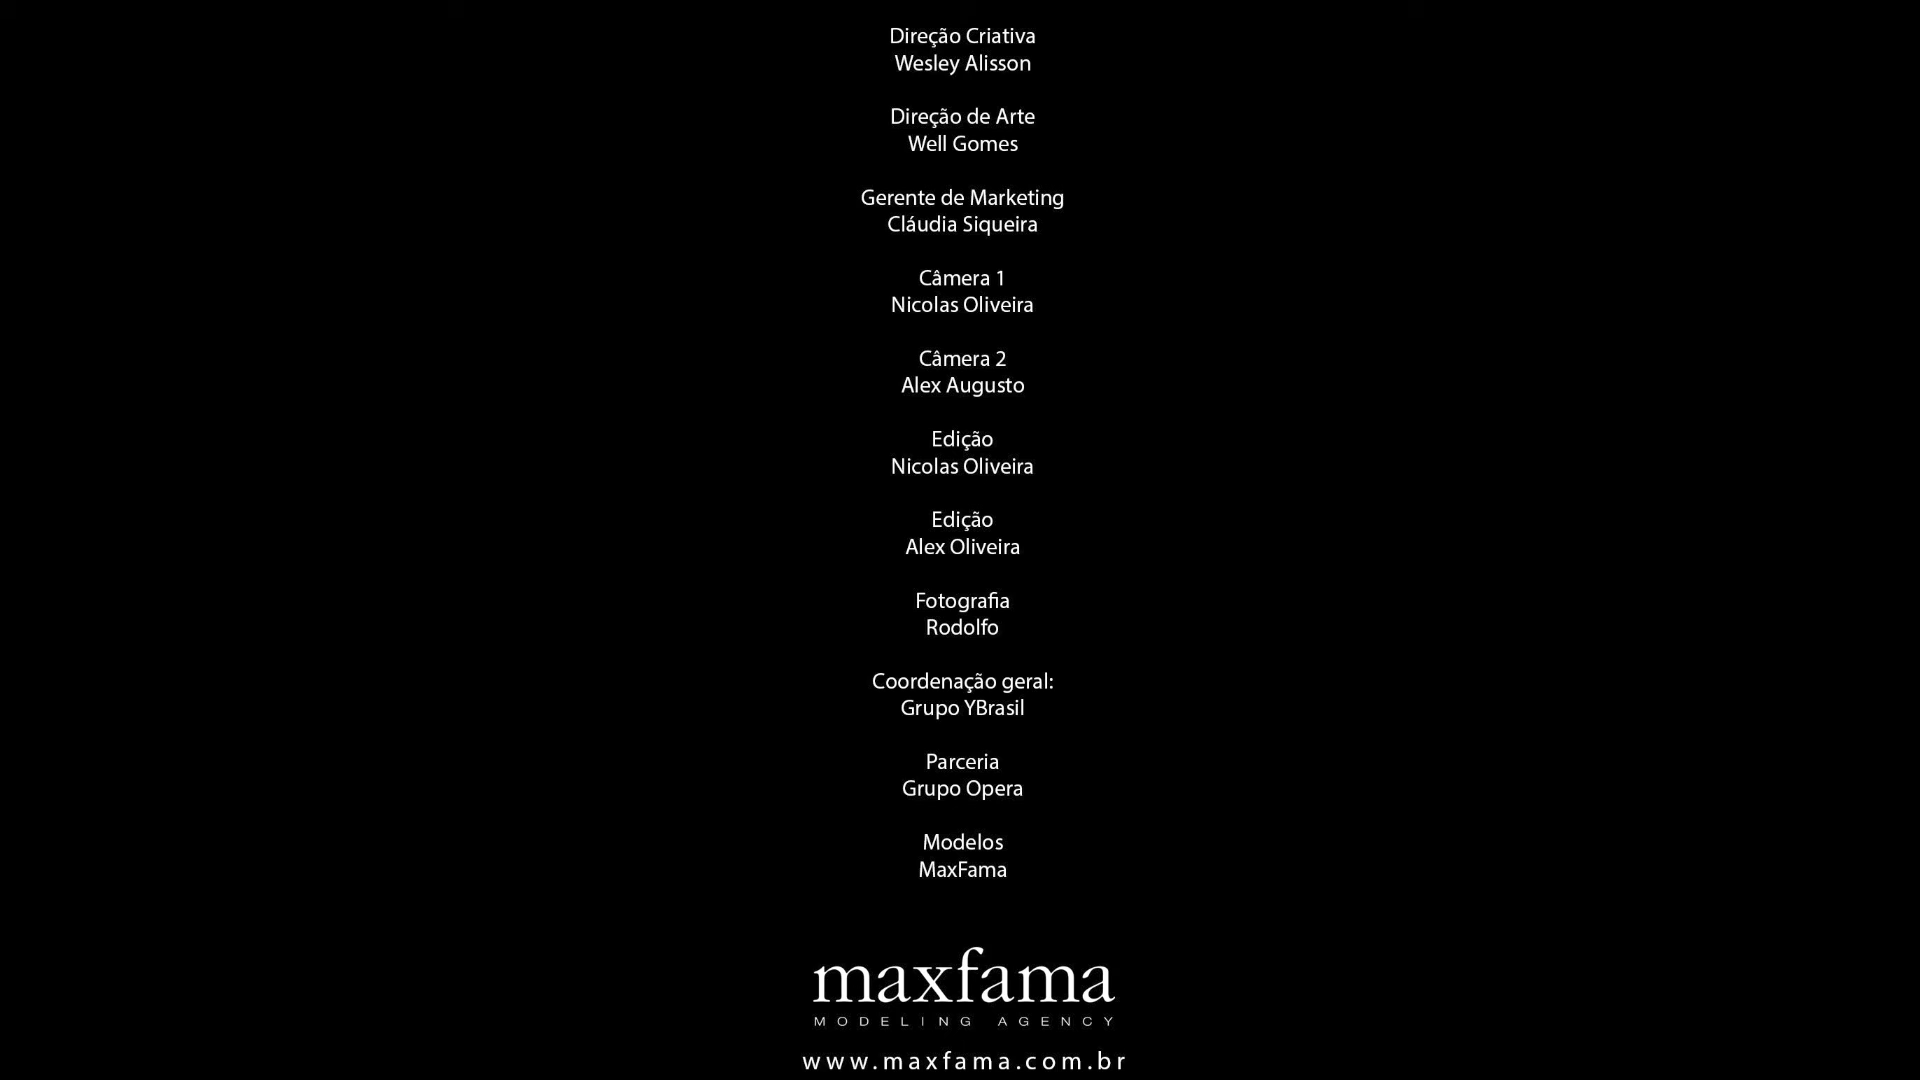 Direção Criativa
Wesley Alisson
Direção de Arte
Well Gomes
Gerente de Marketing
Cláudia Siqueira
Câmera 1
Nicolas Oliveira
Câmera 2
Alex Augusto
Edição
Nicolas Oliveira
Edição
Alex Oliveira
Fotografia
Rodolfo
Coordenação geral:
Grupo YBrasil
Parceria
Grupo Opera
Modelos
MaxFama
maxfama
MODELING AGENCY
www.maxfama.com.br